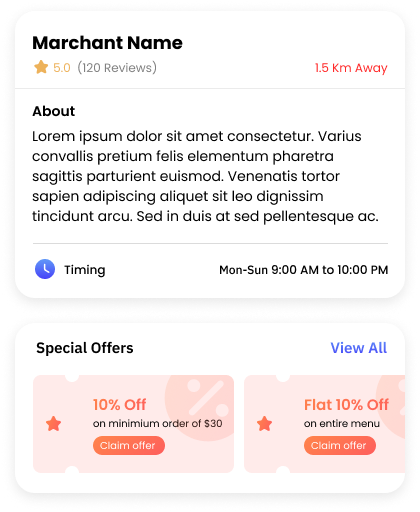 Marchant Name
5.0 (120 Reviews)
1.5 Km Away
About
Lorem ipsum dolor sit amet consectetur. Varius
convallis pretium felis elementum pharetra
sagittis parturient euismod. Venenatis tortor
sapien adipiscing aliquet sit leo dignissim
tincidunt arcu. Sed in duis at sed pellentesque ac.
Timing
Mon-Sun 9:00 AM to 10:00 PM
Special Offers
View All
10% Off
on minimium order of $30
Claim offer
Flat 10% Off
on entire menu
Claim offer